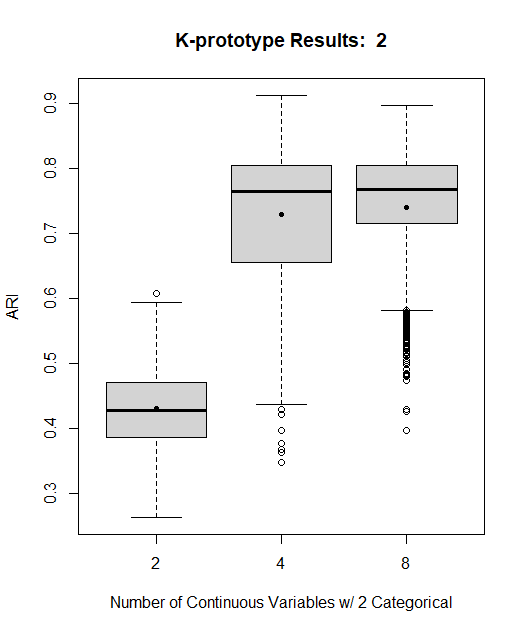 K-prototype Results:  2
ARI
0.9
0.8
0.7
0.6
0.5
0.4
0.3
2 4 8
Number of Continuous Variables w/ 2 Categorical